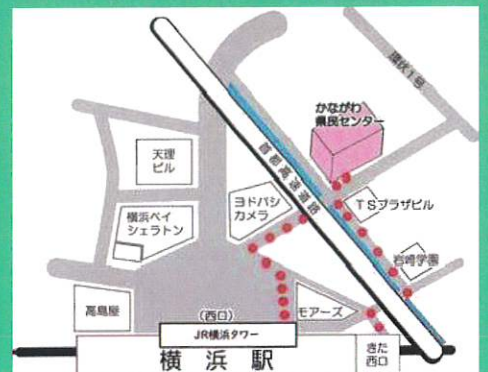 環状1号
かながわ
県民センター
首都高速道路
天理
ビル
ヨドバシ
カメラ
TSプラザビル
横浜ベイ
シェラトン
岩崎学園
高島屋
(西口)
モアーズ
JR横浜タワー
横浜駅
きた
西口